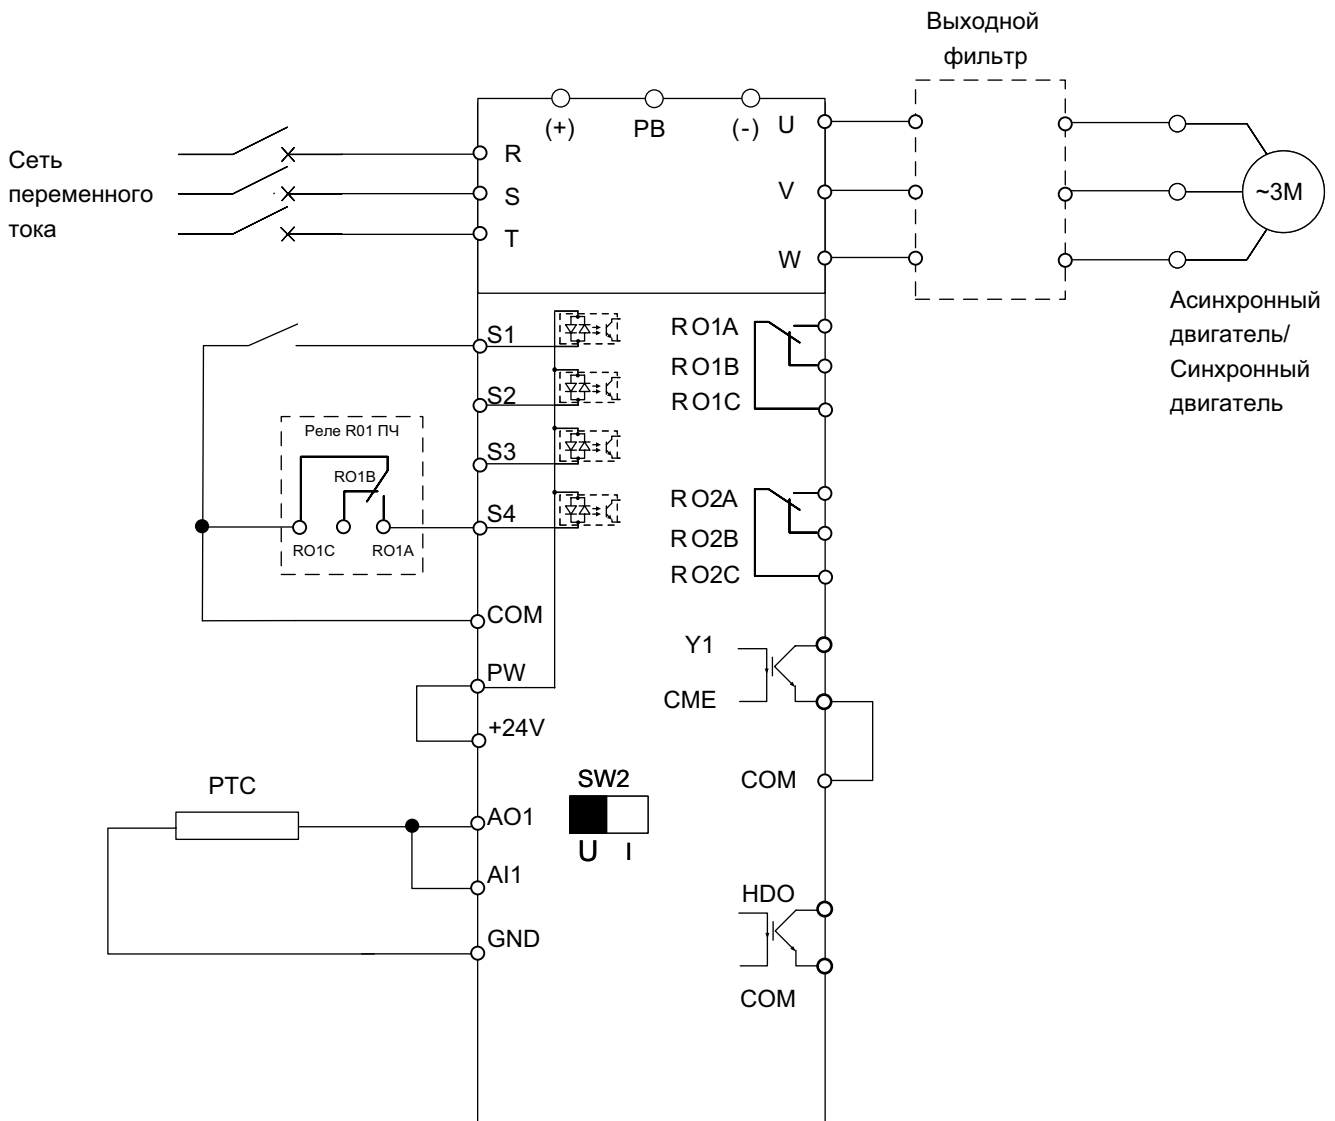 Выходной
фильтр
(+)
PB
(-)
U
Сеть
переменного
тока
R
S
T
V
W
~3М
Асинхронный
двигатель/
Синхронный
двигатель
S1
S2
S3
S4
Реле R01 ПЧ
RO1B
RO1C
RO1A
COM
PW
+24V
PTC
AO1
AI1
GND
SW2
U I
RO1A
RO1B
RO1C
RO2A
RO2B
RO2C
Y1
CME
COM
HDO
COM